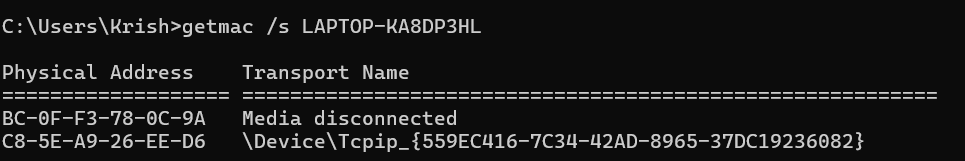 C:\Users\Krish>getmac /s LAPTOP-KA8DP3HL
Physical Address    Transport Name
=================== ==========================================================
BC-0F-F3-78-0C-9A   Media disconnected
C8-5E-A9-26-EE-D6   \Device\Tcpip_{559EC416-7C34-42AD-8965-37DC19236082}